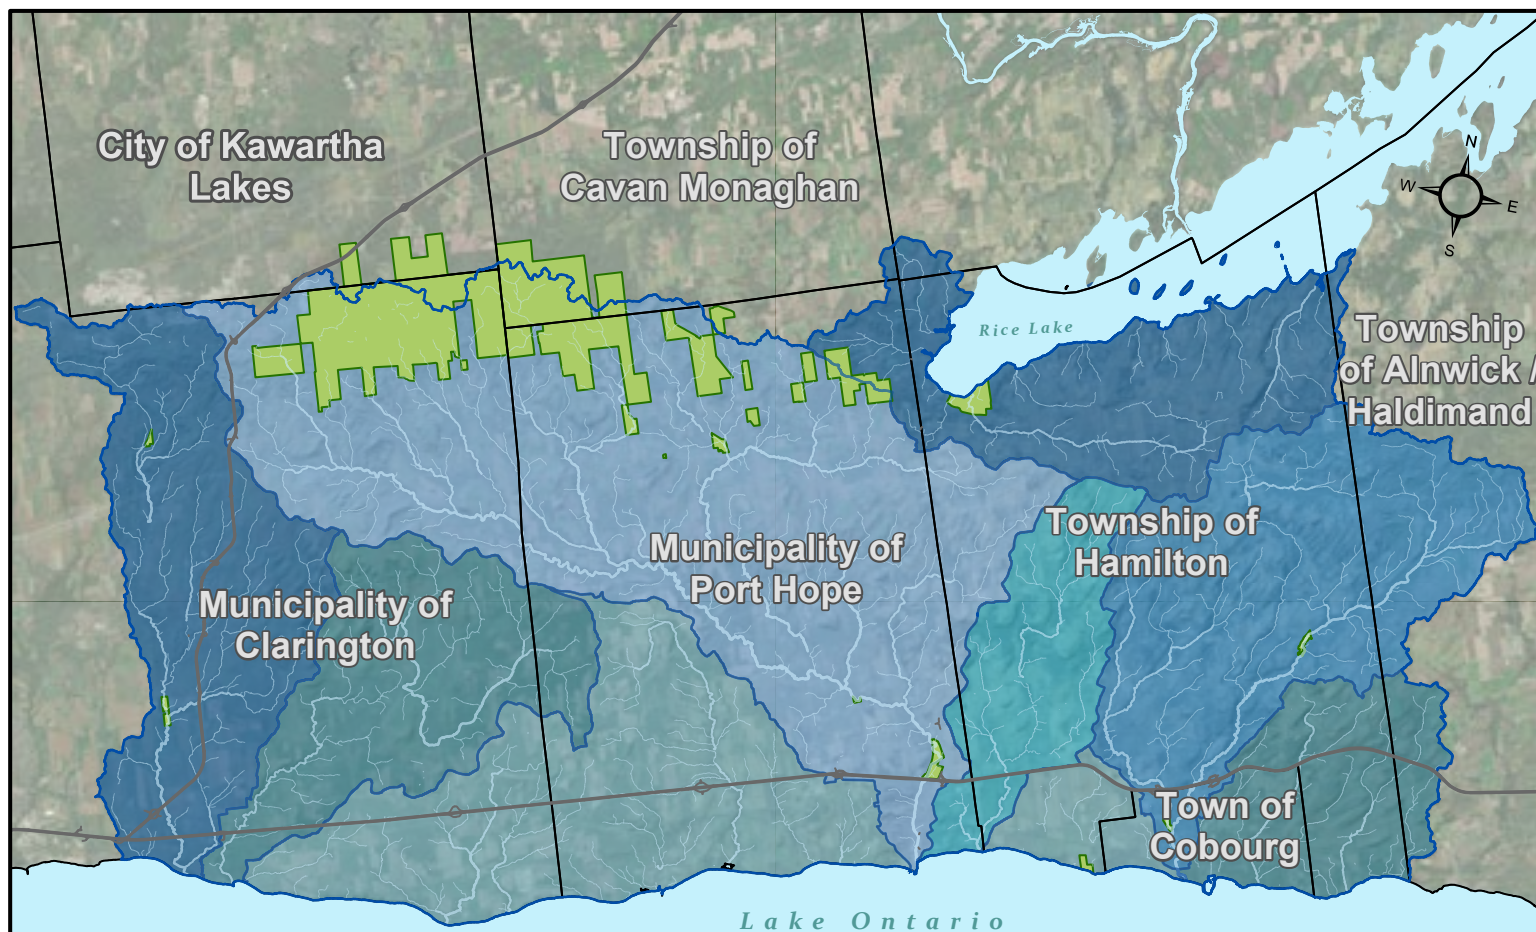 City of Kawartha
Lakes
Township of
Cavan Monaghan
N
W
E
S
Rice Lake
Township
of Alnwick /
Haldimand
Township of
Hamilton
Municipality of
Port Hope
Municipality of
Clarington
Town of
Cobourg
Lake Ontario